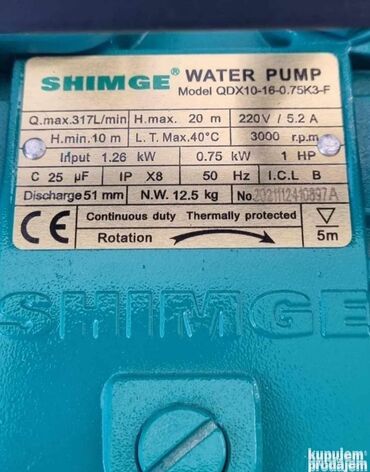 SHIMGE® WATER PUMP
Model QDX10-16-0.75K3-F
Q.max.317L/min H.max. 20 m 220V / 5.2 A
H.min.10 m L.T.Max.40°C 3000 r.p.m
Input 1.26 kW 0.75 kW 1 HP
C 25 µF IP X8 50 Hz I.C.L B
Discharge 51 mm N.W. 12.5 kg No
CE Continuous duty Thermally protected
Rotation 5m
SHIMGE
kupujem
prodajem